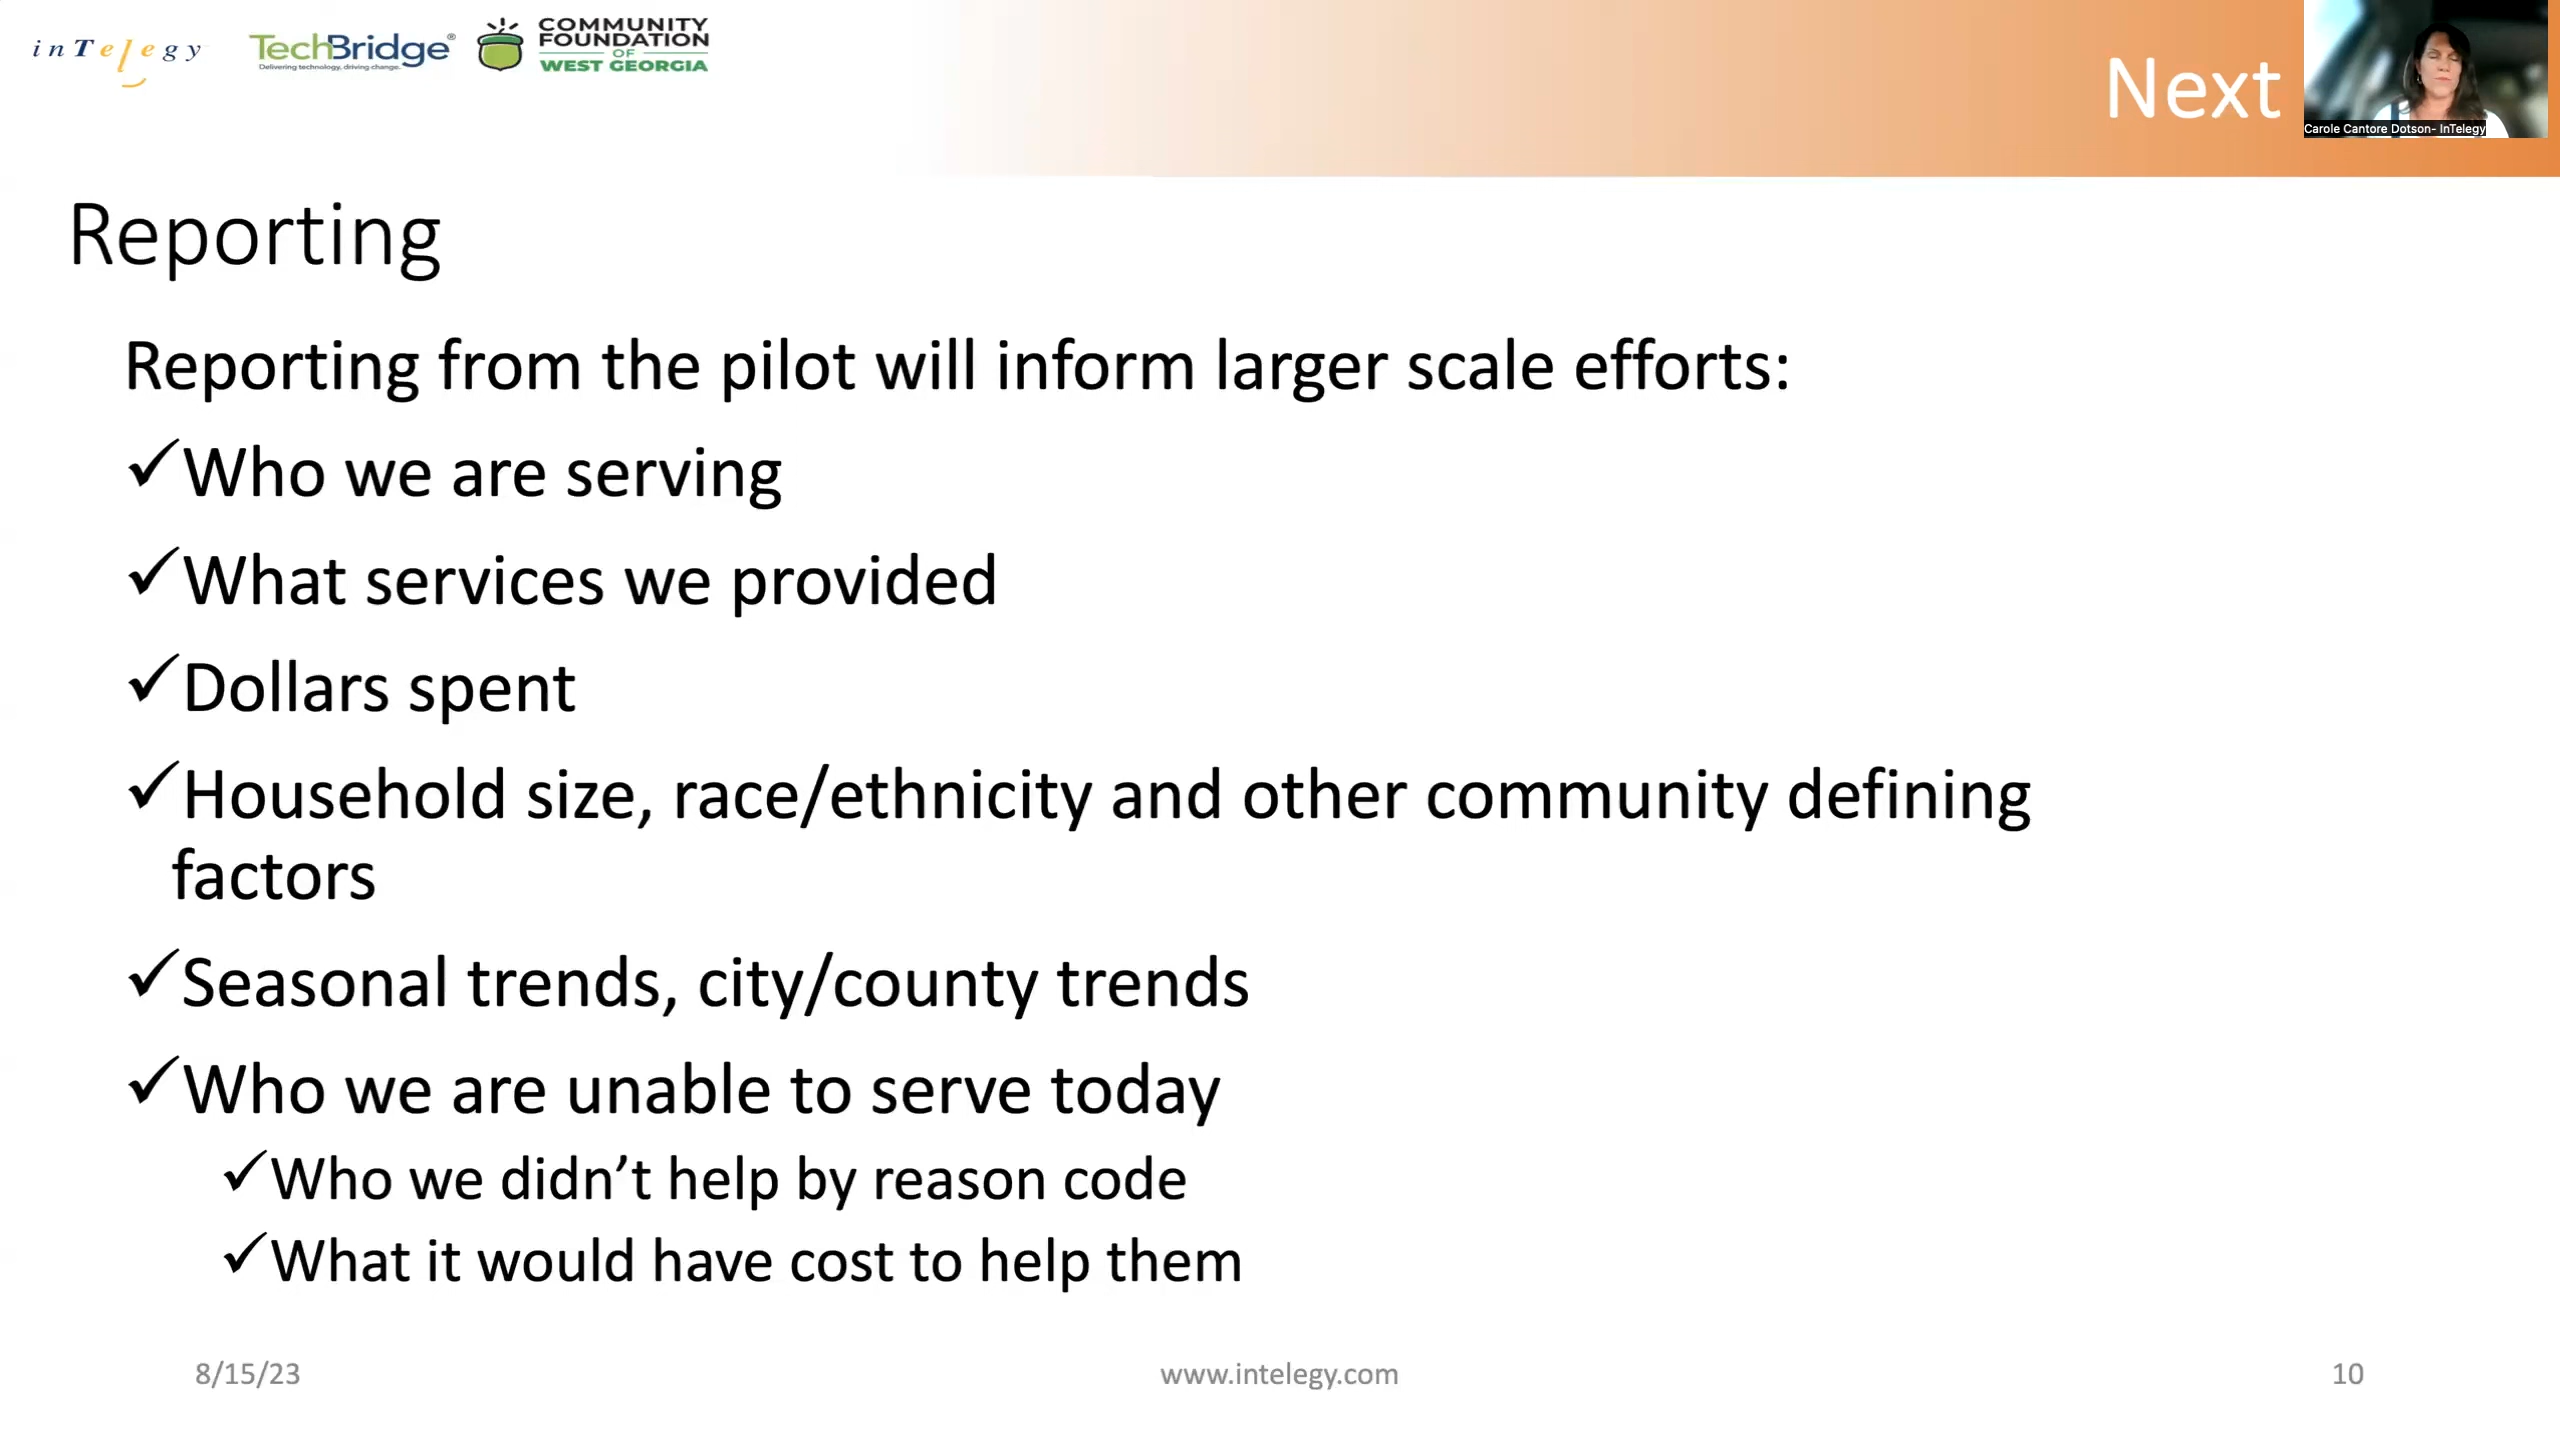 inTelegy
TechBridge®
Delivering technology, driving change.
COMMUNITY
FOUNDATION
OF
WEST GEORGIA
Next
Carole Cantore Dotson- InTelegy
Reporting
Reporting from the pilot will inform larger scale efforts:
✓Who we are serving
✓What services we provided
✓Dollars spent
✓Household size, race/ethnicity and other community defining
factors
✓Seasonal trends, city/county trends
✓Who we are unable to serve today
✓Who we didn’t help by reason code
✓What it would have cost to help them
8/15/23
www.intelegy.com
10